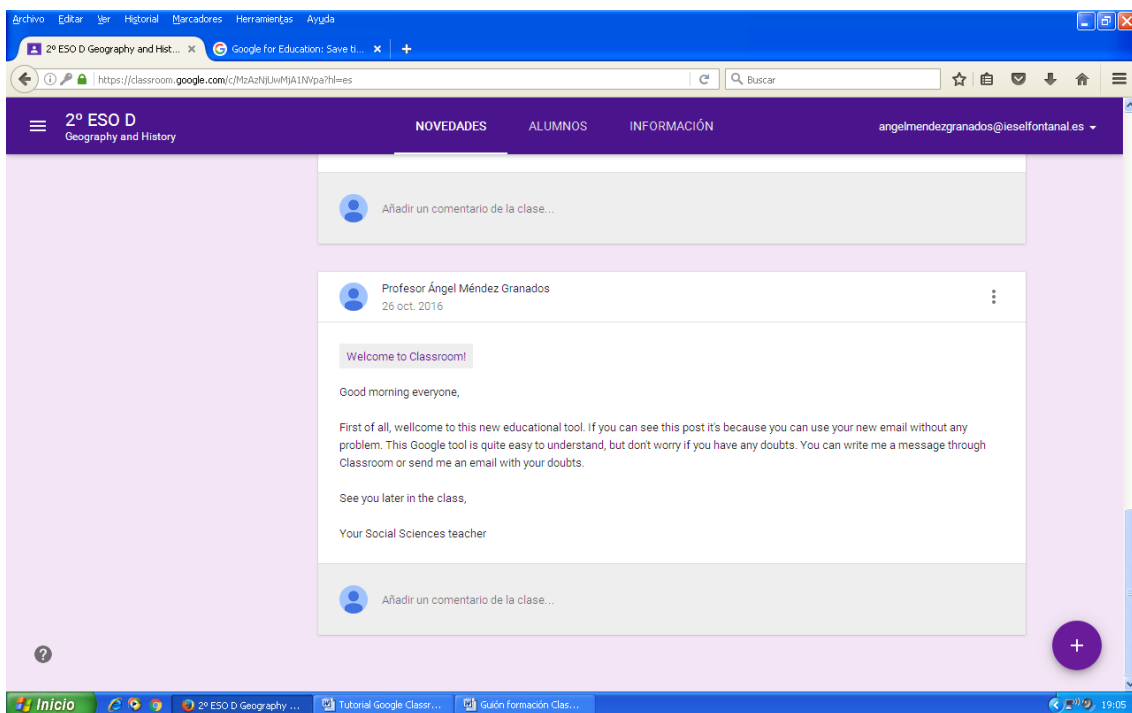 Archivo Editar Ver Historial Marcadores Herramientas Ayuda
2º ESO D Geography and Hist...
Google for Education: Save ti...
https://classroom.google.com/c/MzAzNjUwMjA1NVpa?hl=es
Buscar
2º ESO D
Geography and History
NOVEDADES
ALUMNOS
INFORMACIÓN
angelmendezgranados@ieselfontanal.es
Añadir un comentario de la clase...
Profesor Ángel Méndez Granados
26 oct. 2016
Welcome to Classroom!
Good morning everyone,
First of all, wellcome to this new educational tool. If you can see this post it's because you can use your new email without any
problem. This Google tool is quite easy to understand, but don't worry if you have any doubts. You can write me a message through
Classroom or send me an email with your doubts.
See you later in the class,
Your Social Sciences teacher
Añadir un comentario de la clase...
Inicio
2º ESO D Geography ...
Tutorial Google Classr...
Guión formación Clas...
19:05